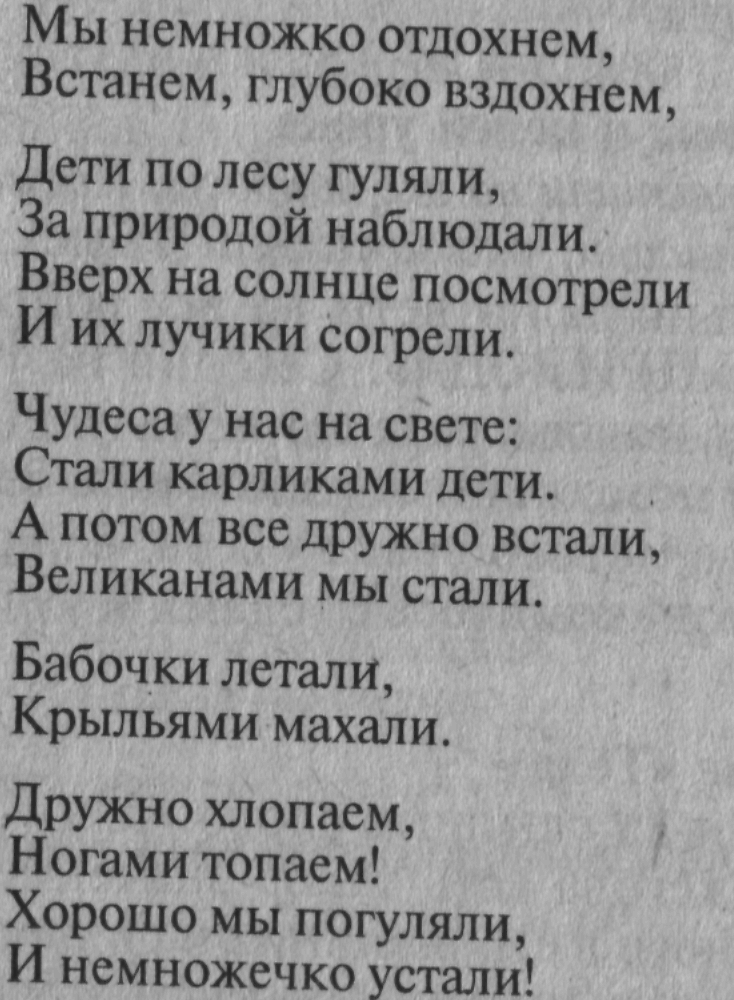 Мы немножко отдохнем,
Встанем, глубоко вздохнем,
Дети по лесу гуляли,
За природой наблюдали.
Вверх на солнце посмотрели
И их лучики согрели.
Чудеса у нас на свете:
Стали карликами дети.
А потом все дружно встали,
Великанами мы стали.
Бабочки летали,
Крыльями махали.
Дружно хлопаем,
Ногами топаем!
Хорошо мы погуляли,
И немножечко устали!